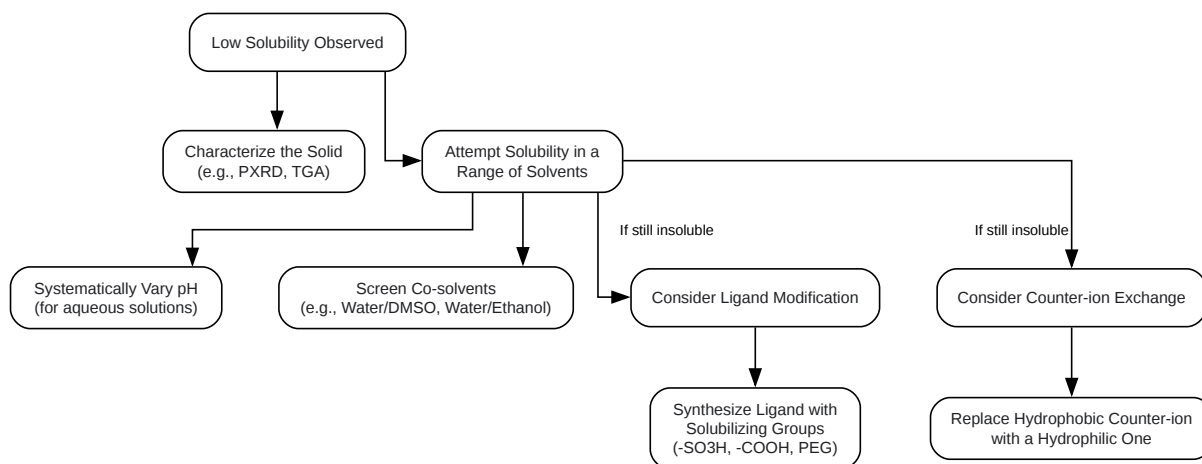 Low Solubility Observed
Characterize the Solid
(e.g., PXRD, TGA)
Attempt Solubility in a
Range of Solvents
If still insoluble
If still insoluble
Systematically Vary pH
(for aqueous solutions)
Screen Co-solvents
(e.g., Water/DMSO, Water/Ethanol)
Consider Ligand Modification
Consider Counter-ion Exchange
Synthesize Ligand with
Solubilizing Groups
(-SO3H, -COOH, PEG)
Replace Hydrophobic Counter-ion
with a Hydrophilic One